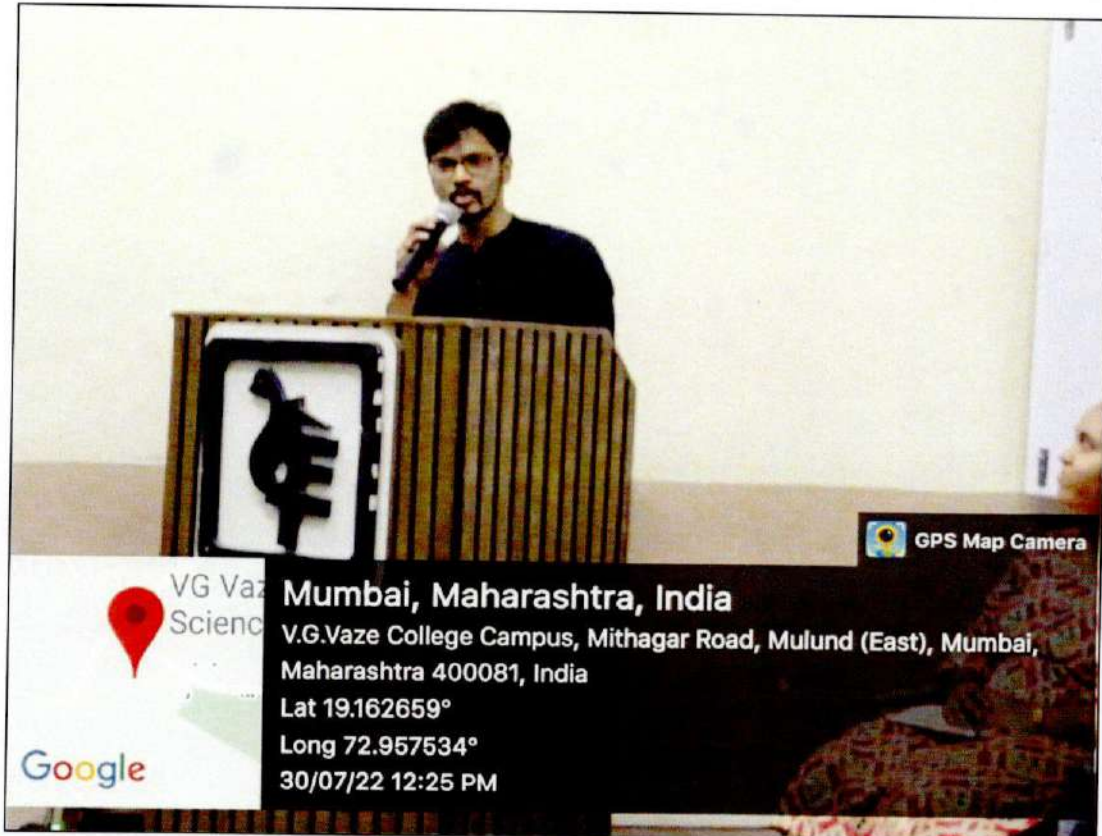 GPS Map Camera
VG Vaz
Scienc
Google
Mumbai, Maharashtra, India
V.G.Vaze College Campus, Mithagar Road, Mulund (East), Mumbai,
Maharashtra 400081, India
Lat 19.162659°
Long 72.957534°
30/07/22 12:25 PM